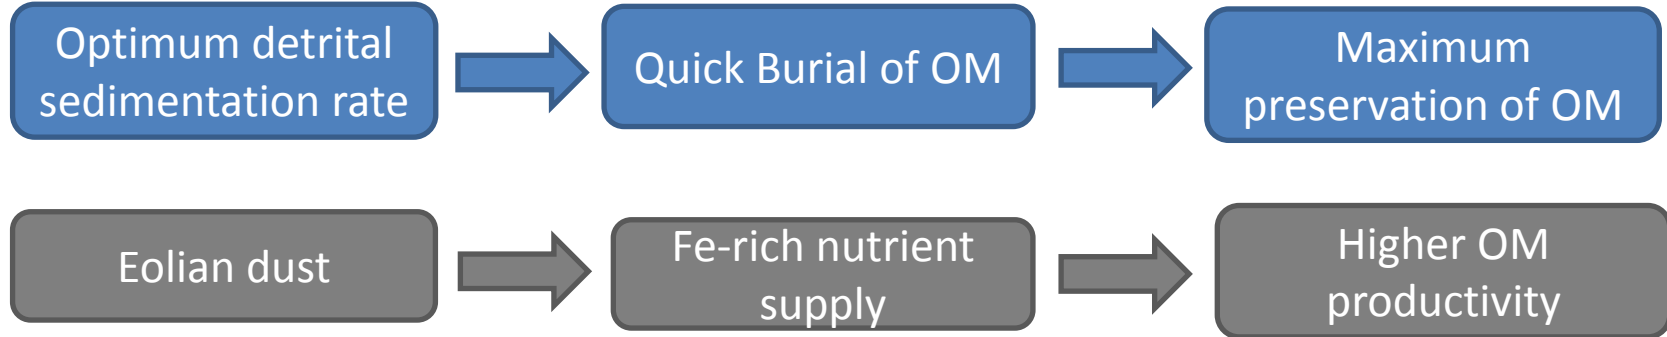 Optimum detrital
sedimentation rate
Quick Burial of OM
Maximum
preservation of OM
Eolian dust
Fe-rich nutrient
supply
Higher OM
productivity